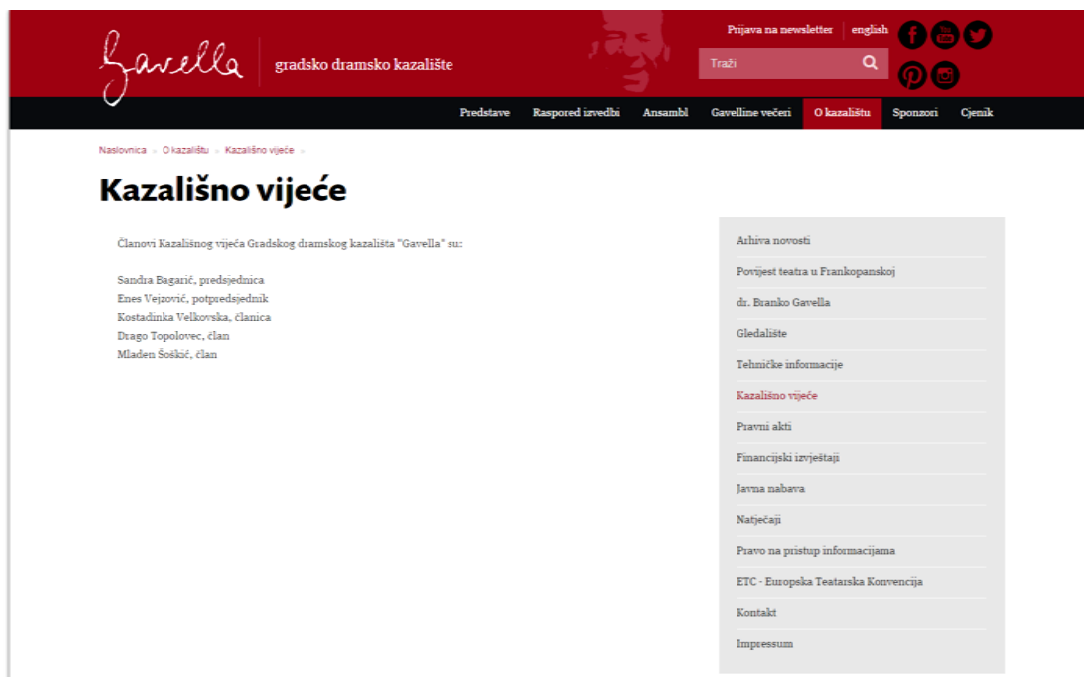 Gavella
gradsko dramsko kazalište
Prijava na newsletter
english
Traži
Predstave
Raspored izvedbi
Ansambl
Gavelline večeri
O kazalištu
Sponzori
Cjenik
Naslovnica » O kazalištu » Kazališno vijeće »
Kazališno vijeće
Članovi Kazališnog vijeća Gradskog dramskog kazališta "Gavella" su:
Sandra Bagarić, predsjednica
Enes Vejzović, potpredsjednik
Kostadinka Velkovska, članica
Drago Topolovec, član
Mladen Šoškić, član
Arhiva novosti
Povijest teatra u Frankopanskoj
dr. Branko Gavella
Gledalište
Tehničke informacije
Kazališno vijeće
Pravni akti
Financijski izvještaji
Javna nabava
Natječaji
Pravo na pristup informacijama
ETC - Europska Teatarska Konvencija
Kontakt
Impressum